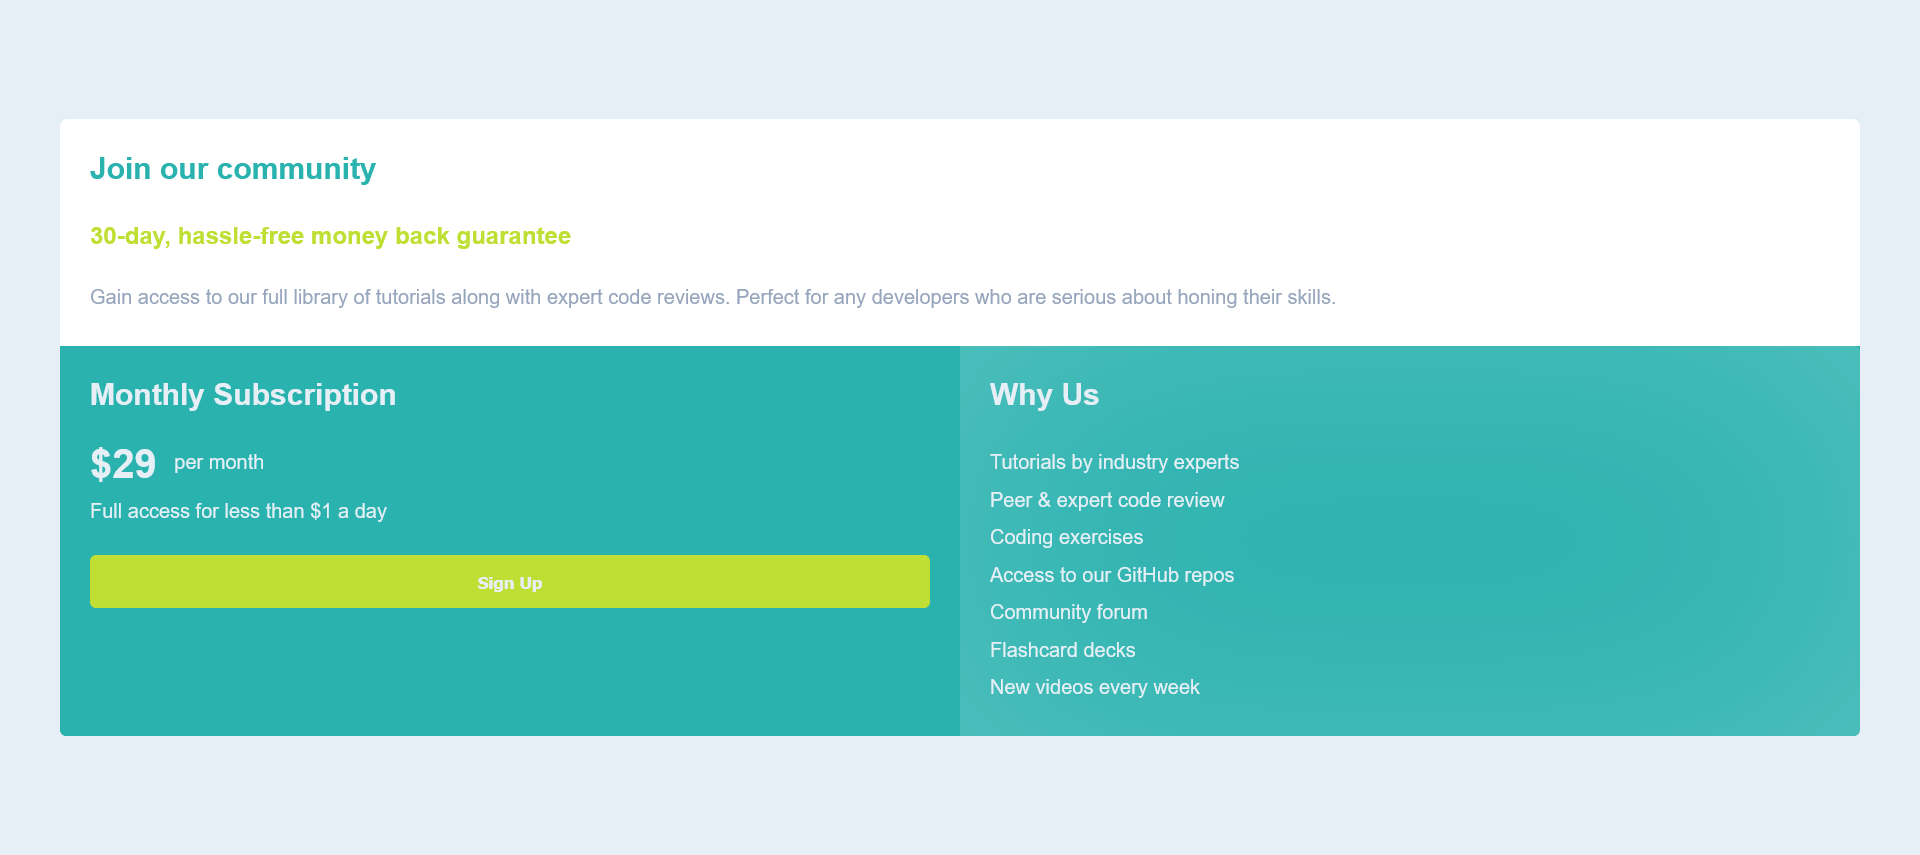 Join our community
30-day, hassle-free money back guarantee
Gain access to our full library of tutorials along with expert code reviews. Perfect for any developers who are serious about honing their skills.
Monthly Subscription
$29 per month
Full access for less than $1 a day
Sign Up
Why Us
Tutorials by industry experts
Peer & expert code review
Coding exercises
Access to our GitHub repos
Community forum
Flashcard decks
New videos every week